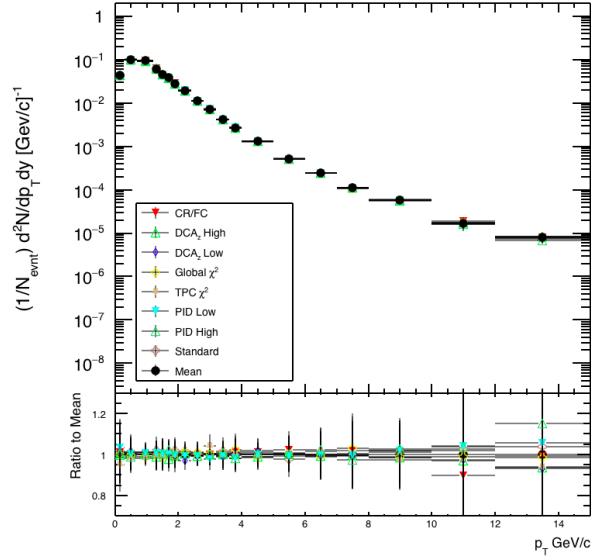 1
10⁻¹
10⁻²
10⁻³
10⁻⁴
10⁻⁵
10⁻⁶
10⁻⁷
10⁻⁸
(1/N_evnt) d²N/dp_Tdy [Gev/c]⁻¹
CR/FC
DCA_z High
DCA_z Low
Global χ²
TPC χ²
PID Low
PID High
Standard
Mean
Ratio to Mean
1.2
1
0.8
0 2 4 6 8 10 12 14
p_T GeV/c